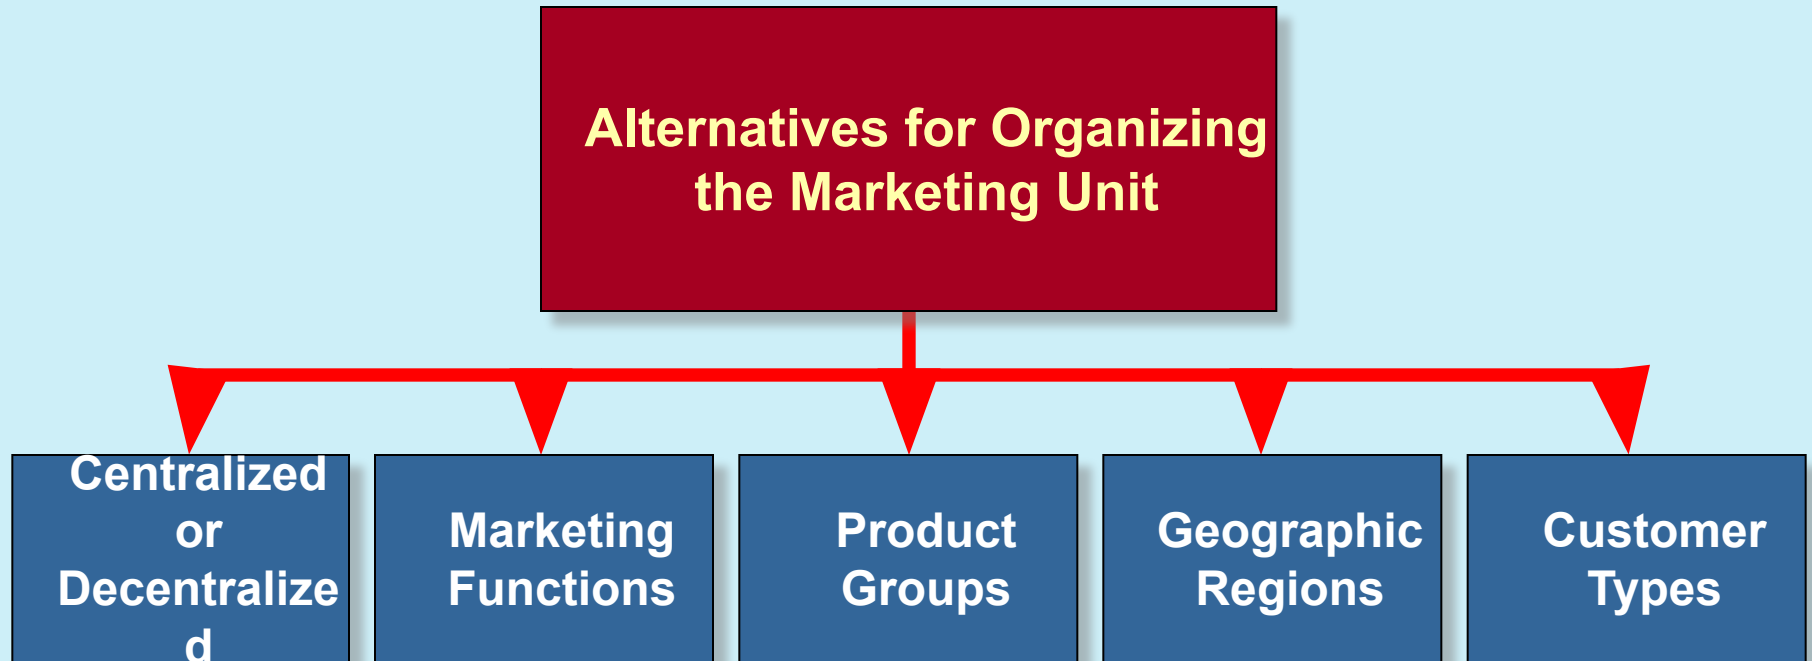 Alternatives for Organizing
the Marketing Unit
Centralized
or
Decentralize
d
Marketing
Functions
Product
Groups
Geographic
Regions
Customer
Types